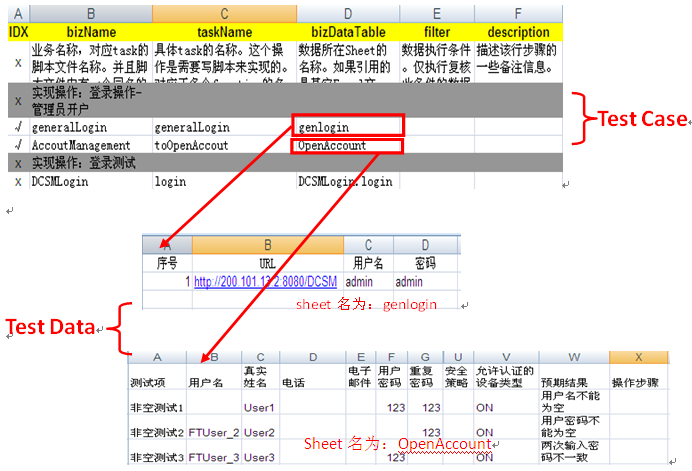 A B C D E F
IDX bizName taskName bizDataTable filter description
x 业务名称，对应task的 具体task的名称。这个 数据所在Sheet 数据执行条件 描述该行步骤的
脚本文件名称。并且脚 操作是需要写脚本来实现的。 的名称。如果引用的 。仅执行复核 一些备注信息。
x 实现操作：登录操作-
管理员开户
√ generalLogin generalLogin genlogin
√ AccoutManagement toOpenAccout OpenAccount
x 实现操作：登录测试
x DCSMLogin login DCSMLogin.login
Test Case
A B C D
序号 URL 用户名 密码
1 http://200.101.13.2:8080/DCSM admin admin
sheet 名为：genlogin
Test Data
A B C D E F G U V W X
测试项 用户名 真实姓名 电话 电子邮件 用户密码 重复密码 安全策略 允许认证的设备类型 预期结果 操作步骤
非空测试1 User1 123 123 ON 用户名不能为空
非空测试2 FTUser_2 User2 123 ON 用户密码不能为空
非空测试3 FTUser_3 User3 123 ON 两次输入密码不一致
Sheet 名为：OpenAccount